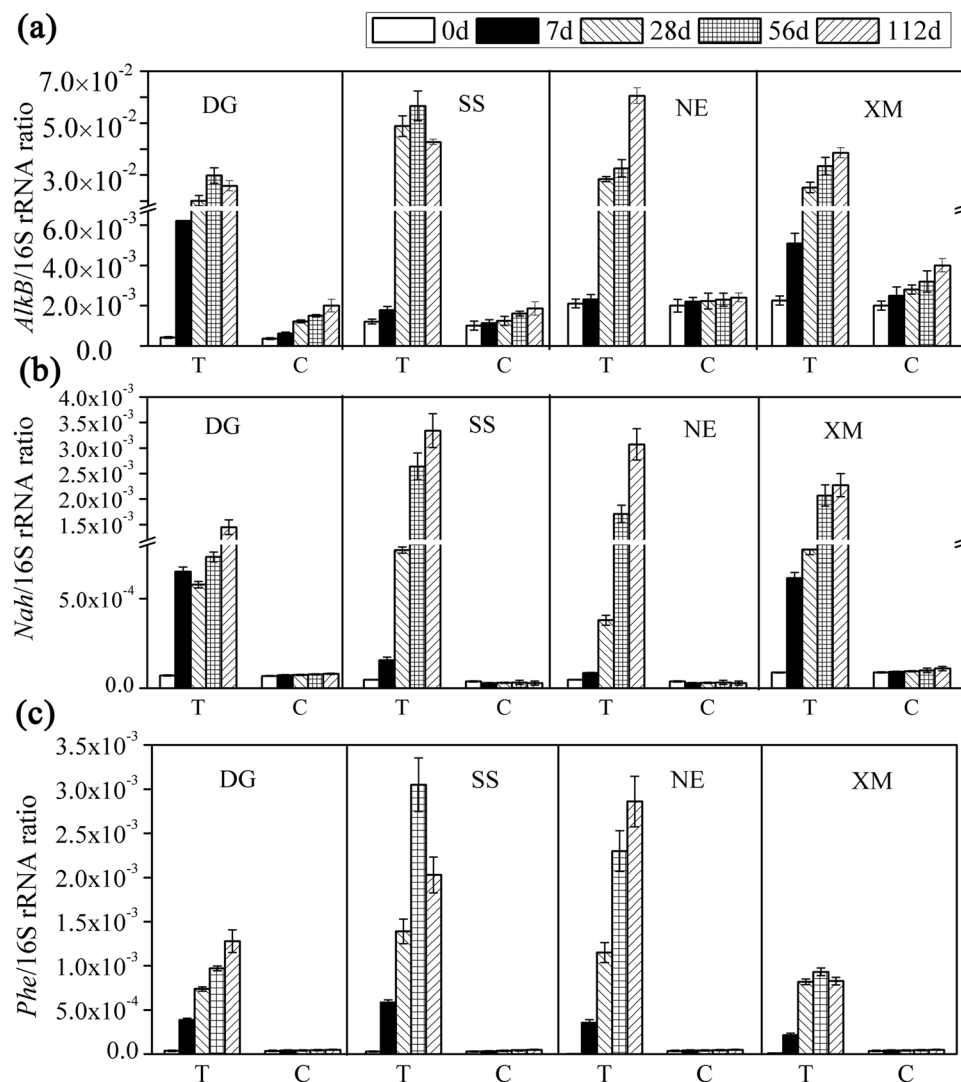 (a)
0d 7d 28d 56d 112d
AlkB/16S rRNA ratio
7.0×10⁻²
5.0×10⁻²
3.0×10⁻²
6.0×10⁻³
4.0×10⁻³
2.0×10⁻³
0.0
DG SS NE XM
T C T C T C T C
(b)
Nah/16S rRNA ratio
4.0x10⁻³
3.5x10⁻³
3.0x10⁻³
2.5x10⁻³
2.0x10⁻³
1.5x10⁻³
5.0x10⁻⁴
0.0
DG SS NE XM
T C T C T C T C
(c)
Phe/16S rRNA ratio
3.5x10⁻³
3.0x10⁻³
2.5x10⁻³
2.0x10⁻³
1.5x10⁻³
1.0x10⁻³
5.0x10⁻⁴
0.0
DG SS NE XM
T C T C T C T C